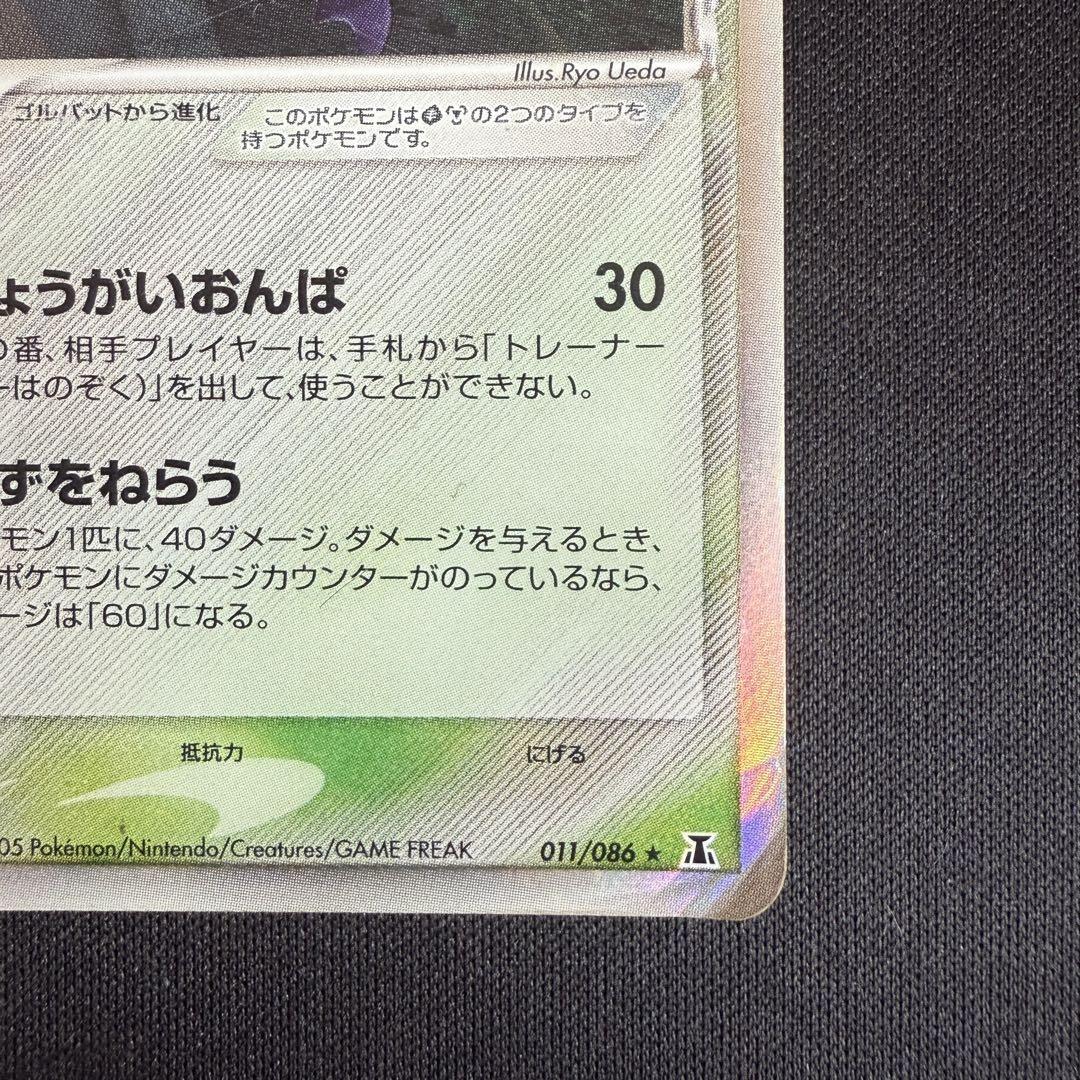 Illus.Ryo Ueda
ゴルバットから進化
このポケモンはの2つのタイプを
持つポケモンです。
ょうがいおんぱ 30
番、相手プレイヤーは、手札から「トレーナー
ーはのぞく)」を出して、使うことができない。
ずをねらう
モン1匹に、40ダメージ。ダメージを与えるとき、
ポケモンにダメージカウンターがのっているなら、
ージは「60」になる。
抵抗力 にげる
05 Pokémon/Nintendo/Creatures/GAME FREAK 011/086 ★